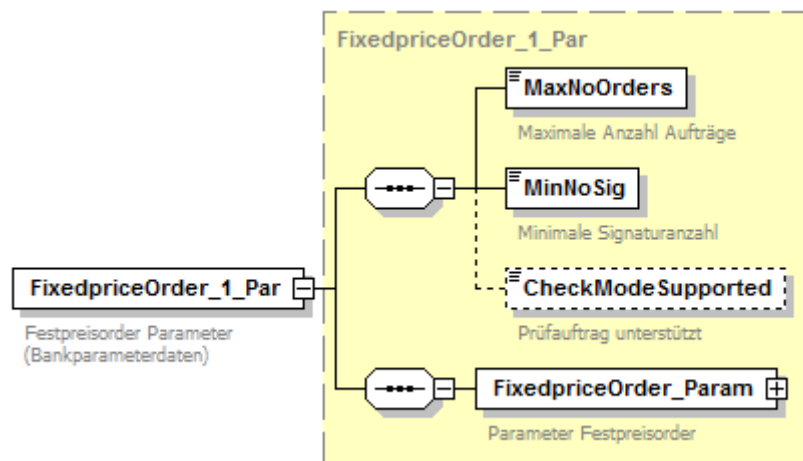 FixedpriceOrder_1_Par
MaxNoOrders
Maximale Anzahl Aufträge
MinNoSig
Minimale Signaturanzahl
FixedpriceOrder_1_Par
Festpreisorder Parameter
(Bankparameterdaten)
CheckModeSupported
Prüfauftrag unterstützt
FixedpriceOrder_Param
Parameter Festpreisorder